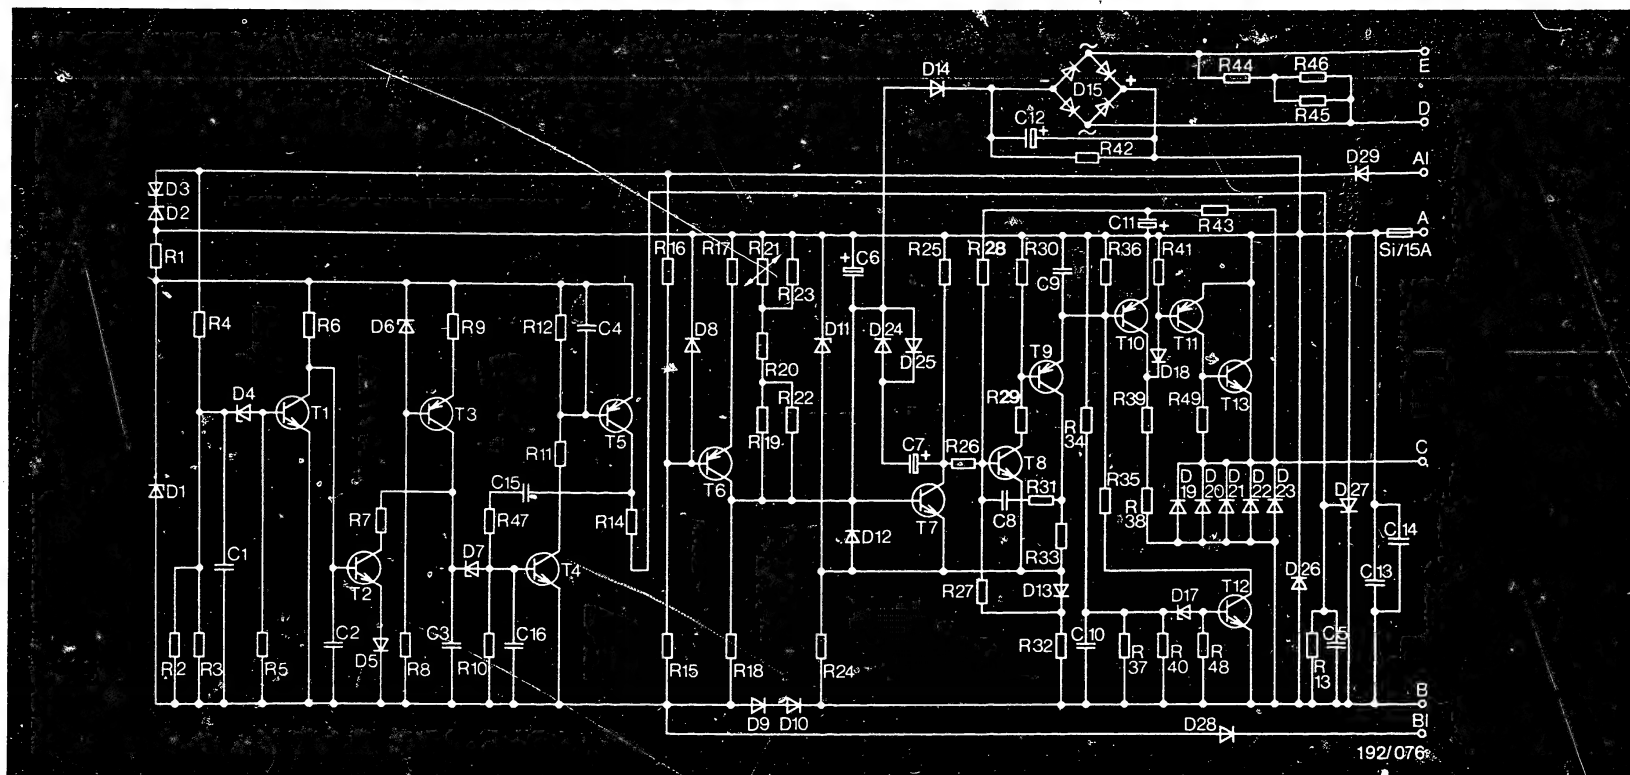 E
D14
R44 R46
D15
- +
R45
D
C12
+
R42
D29 AI
D3
D2
C11 + R43
A
Si/15A
R1
R16 R17 R21 R23
+ C6
R25 R28 R30 C9 R36 R41
R4 R6 D6 R9 R12 C4
D8 D11 D24 D25
T10 T11 D18
R20
T9
T13
D4 T1 T3 T5
R19 R22
R29
R34
R39 R49
R11
T6
C7 + R26 T8
C
D1
C15
R7 R47 R14
T7
C8 R31
R35 R38
D19 D20 D21 D22 D23
D27
C14
D12
R33
C1
T2
D7 T4
R27 D13
D17 T12
D26
C13
R2 R3 R5
C2 D5 R8
C3 R10 C16
R15 R18 R24
R32 C10
R37 R40 R48
R13 C5
B
D9 D10
D28
BI
192/076